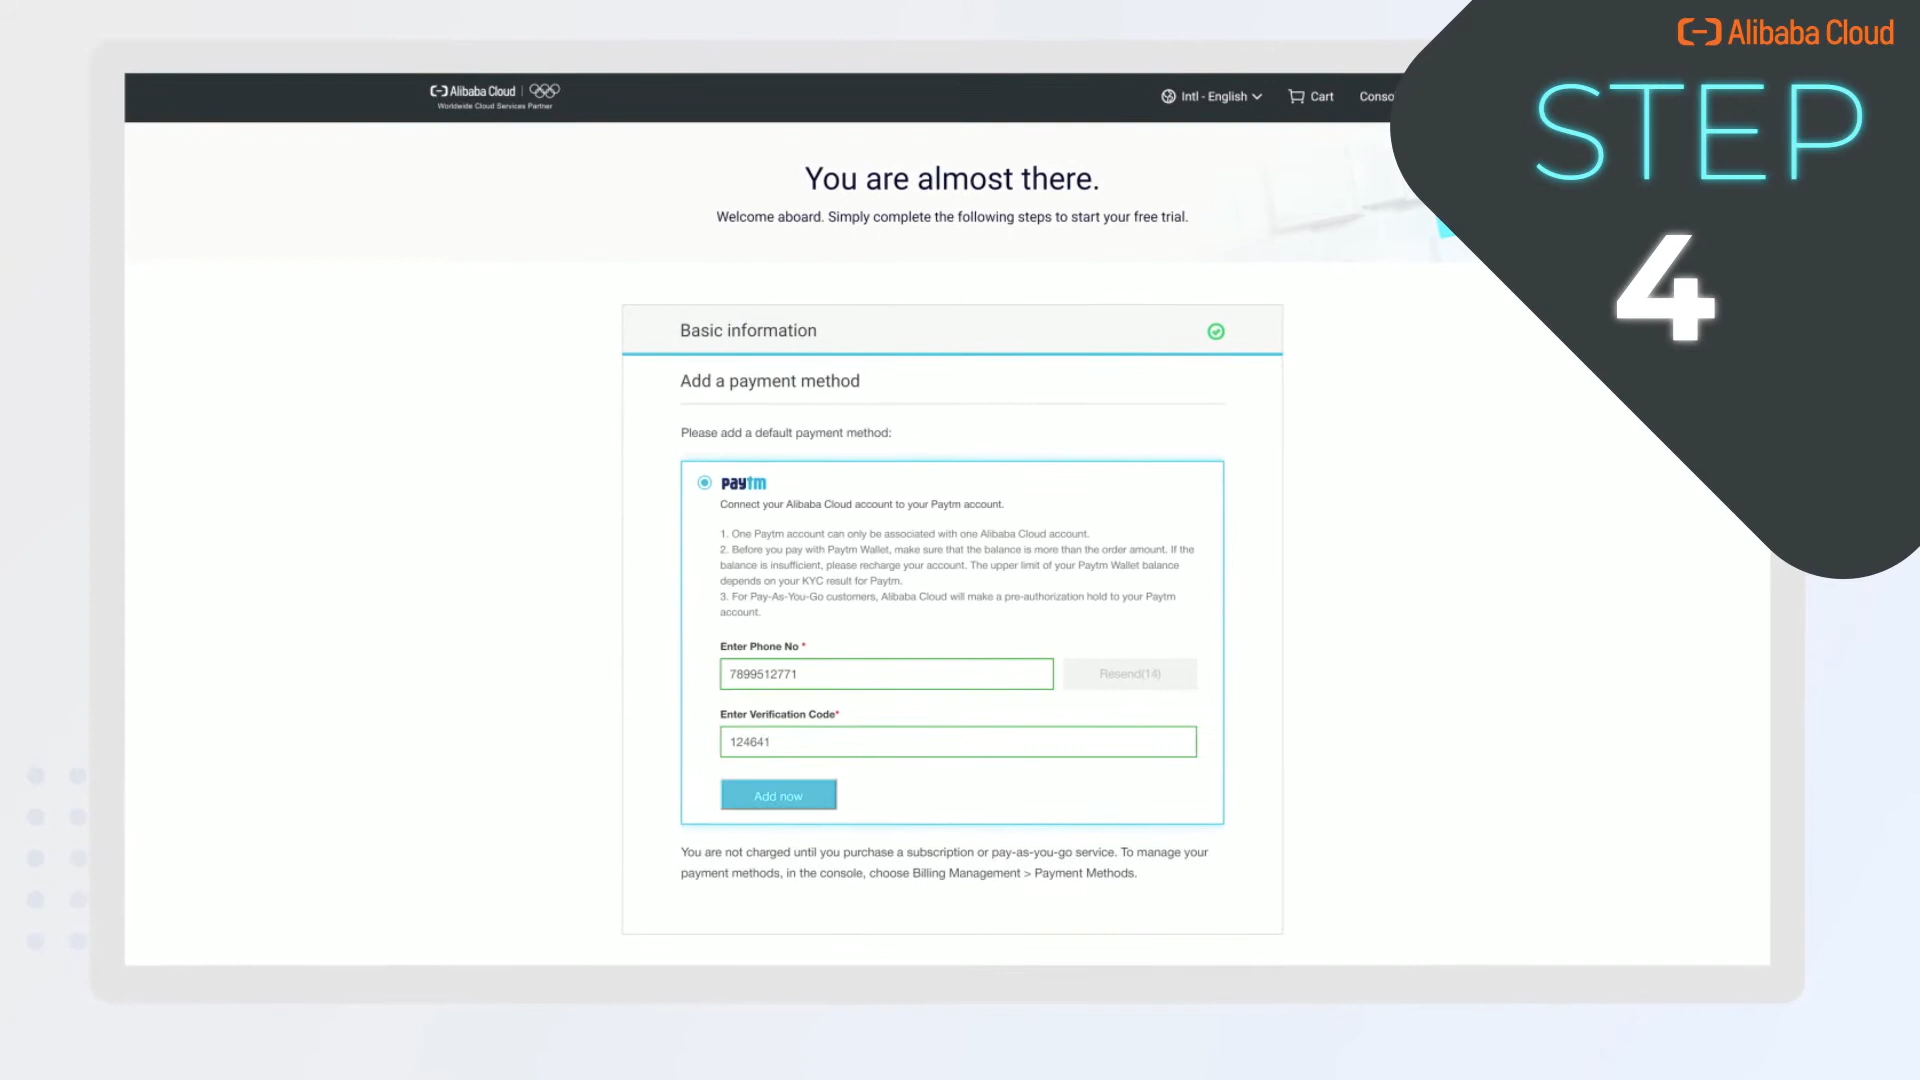 Alibaba Cloud
STEP
4
Alibaba Cloud
Worldwide Cloud Services Partner
Intl - English
Cart
Conso
You are almost there.
Welcome aboard. Simply complete the following steps to start your free trial.
Basic information
Add a payment method
Please add a default payment method:
paytm
Connect your Alibaba Cloud account to your Paytm account.
1. One Paytm account can only be associated with one Alibaba Cloud account.
2. Before you pay with Paytm Wallet, make sure that the balance is more than the order amount. If the
balance is insufficient, please recharge your account. The upper limit of your Paytm Wallet balance
depends on your KYC result for Paytm.
3. For Pay-As-You-Go customers, Alibaba Cloud will make a pre-authorization hold to your Paytm
account.
Enter Phone No *
7899512771
Resend(14)
Enter Verification Code*
124641
Add now
You are not charged until you purchase a subscription or pay-as-you-go service. To manage your
payment methods, in the console, choose Billing Management > Payment Methods.